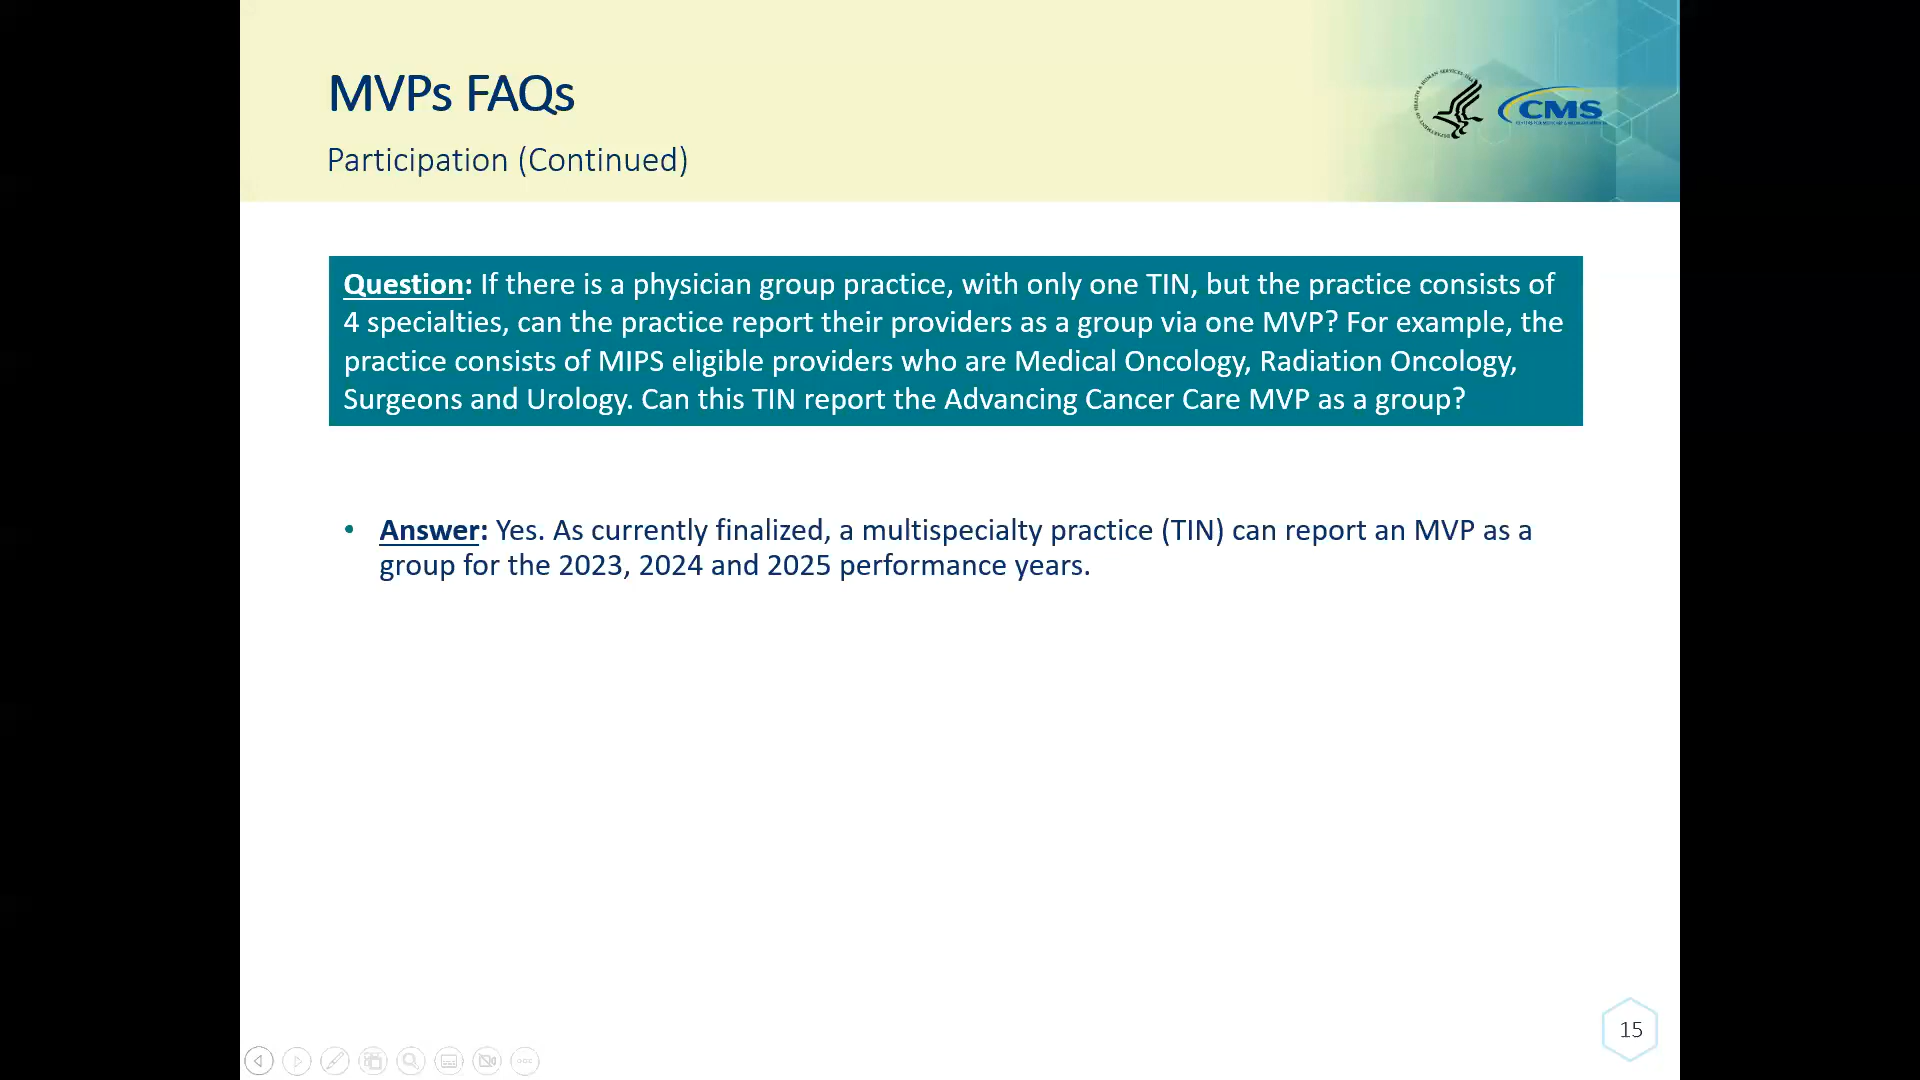 MVPs FAQs
Participation (Continued)
CMS
Question: If there is a physician group practice, with only one TIN, but the practice consists of
4 specialties, can the practice report their providers as a group via one MVP? For example, the
practice consists of MIPS eligible providers who are Medical Oncology, Radiation Oncology,
Surgeons and Urology. Can this TIN report the Advancing Cancer Care MVP as a group?
• Answer: Yes. As currently finalized, a multispecialty practice (TIN) can report an MVP as a
group for the 2023, 2024 and 2025 performance years.
15